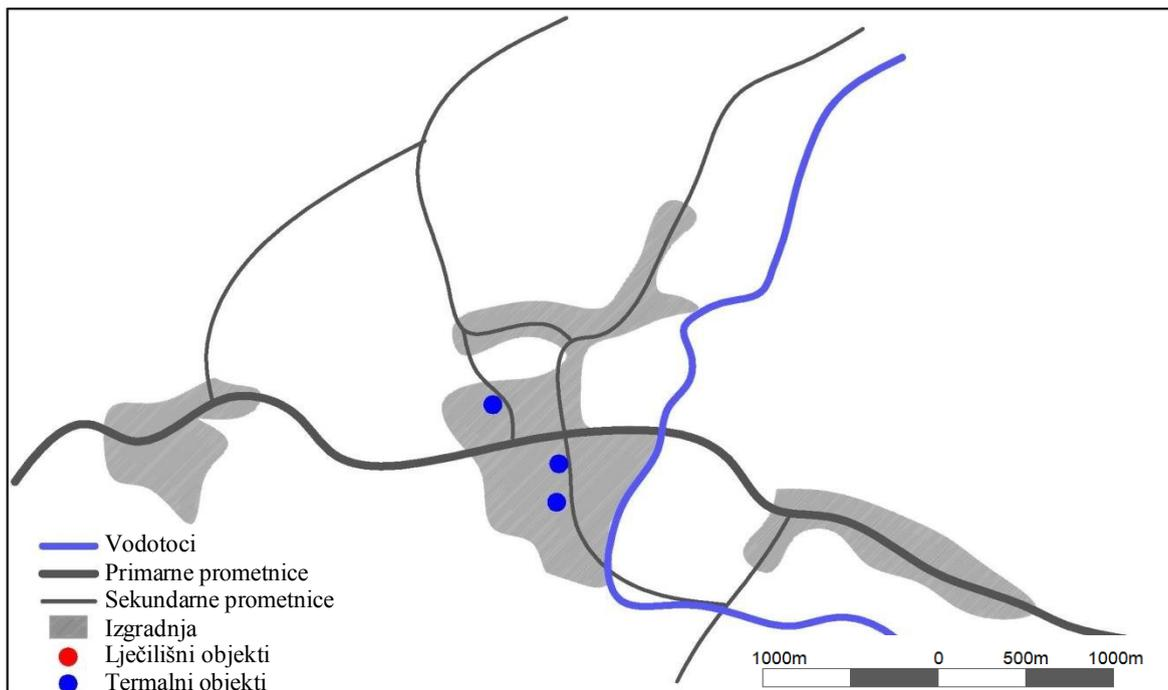 Vodotoci
Primarne prometnice
Sekundarne prometnice
Izgradnja
Lječilišni objekti
Termalni objekti
1000m 0 500m 1000m